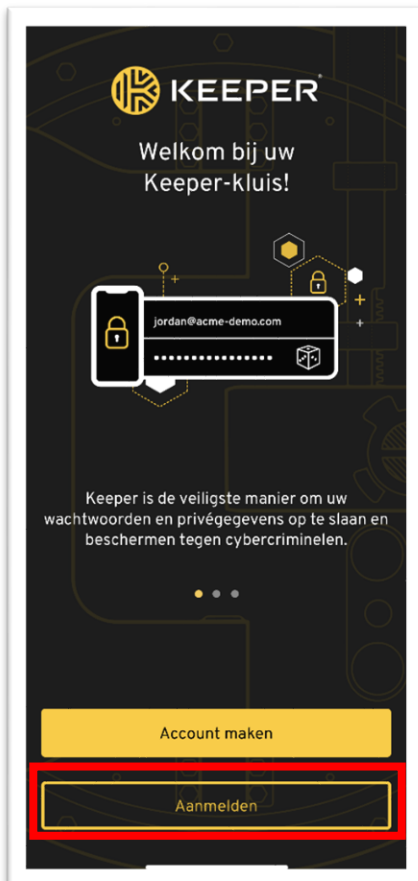 KEEPER
Welkom bij uw
Keeper-kluis!
jordan@acme-demo.com
••••••••••••••••
Keeper is de veiligste manier om uw
wachtwoorden en privégegevens op te slaan en
beschermen tegen cybercriminelen.
Account maken
Aanmelden